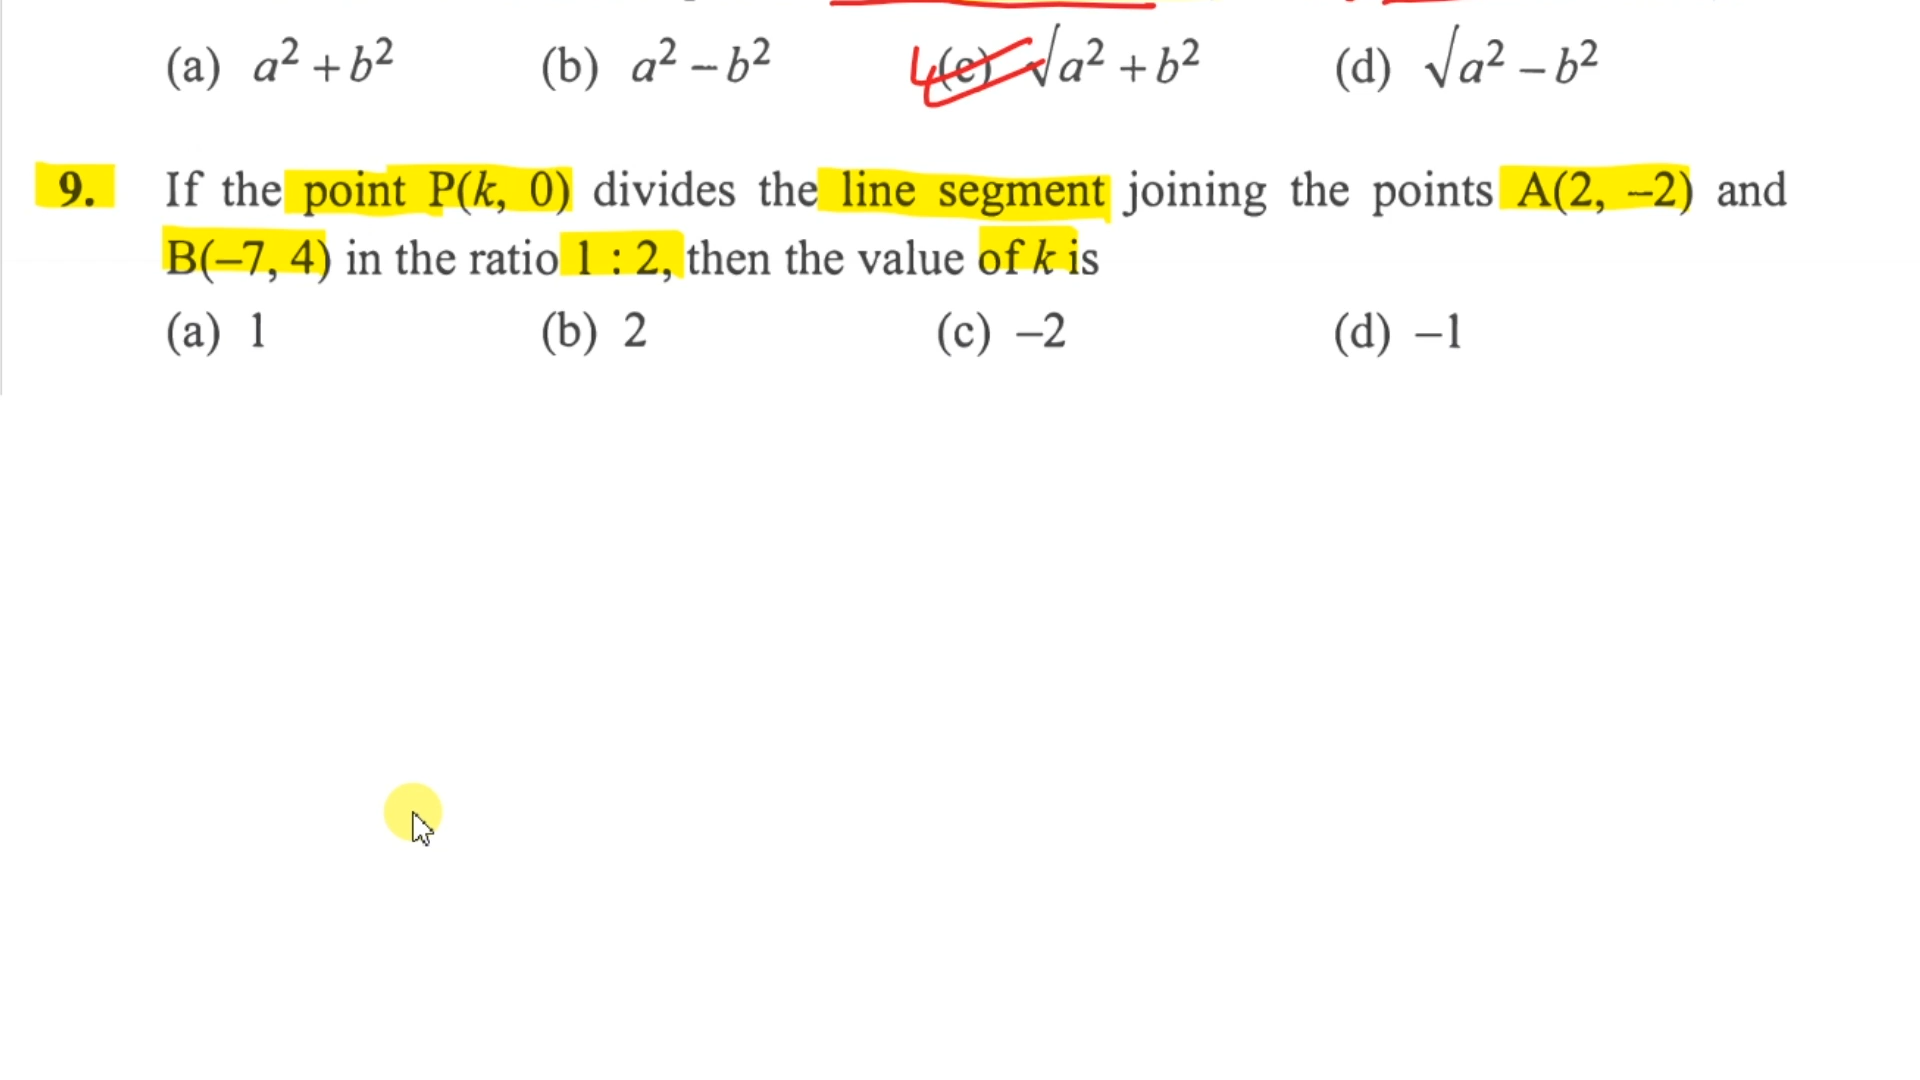 (a) a² + b² (b) a² – b² (c) √a² + b² (d) √a² – b²
9. If the point P(k, 0) divides the line segment joining the points A(2, –2) and
B(–7, 4) in the ratio 1 : 2, then the value of k is
(a) 1 (b) 2 (c) –2 (d) –1